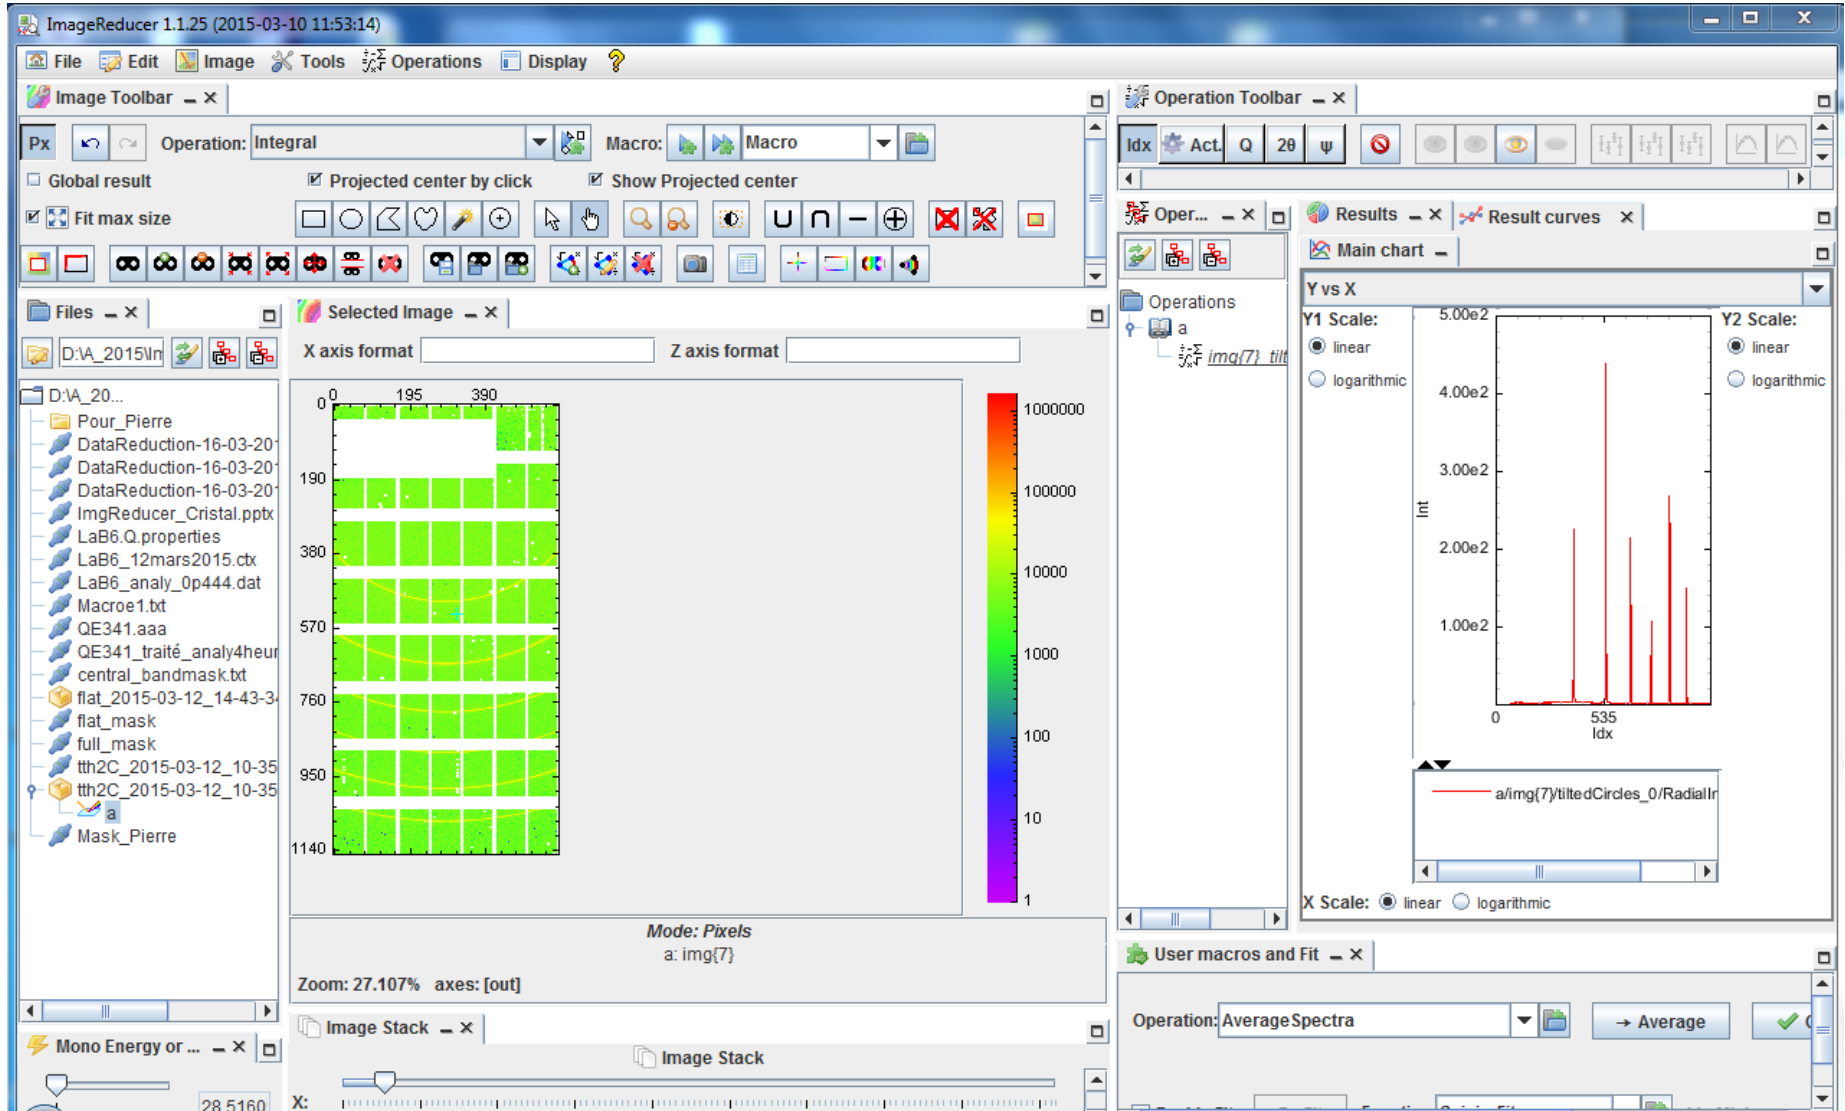 ImageReducer 1.1.25 (2015-03-10 11:53:14)
File Edit Image Tools Operations Display
Image Toolbar
Px Operation: Integral Macro: Macro
Global result Projected center by click Show Projected center
Fit max size
Operation Toolbar
Idx Act. Q 2θ ψ
Files
D:\A_2015\Im
D:\A_20...
Pour_Pierre
DataReduction-16-03-201
DataReduction-16-03-201
DataReduction-16-03-201
ImgReducer_Cristal.pptx
LaB6.Q.properties
LaB6_12mars2015.ctx
LaB6_analy_0p444.dat
Macroe1.txt
QE341.aaa
QE341_traité_analy4heur
central_bandmask.txt
flat_2015-03-12_14-43-34
flat_mask
full_mask
tth2C_2015-03-12_10-35
tth2C_2015-03-12_10-35
a
Mask_Pierre
Mono Energy or ...
28.5160
Selected Image
X axis format Z axis format
0 195 390
0
190
380
570
760
950
1140
1000000
100000
10000
1000
100
10
1
Mode: Pixels
a: img{7}
Zoom: 27.107% axes: [out]
Image Stack
Image Stack
X:
Oper...
Operations
a
img{7} tilt
Results Result curves
Main chart
Y vs X
Y1 Scale:
linear
logarithmic
Y2 Scale:
linear
logarithmic
5.00e2
4.00e2
3.00e2
2.00e2
1.00e2
Int
0 535
Idx
a/img{7}/tiltedCircles_0/RadialIr
X Scale: linear logarithmic
User macros and Fit
Operation: AverageSpectra → Average